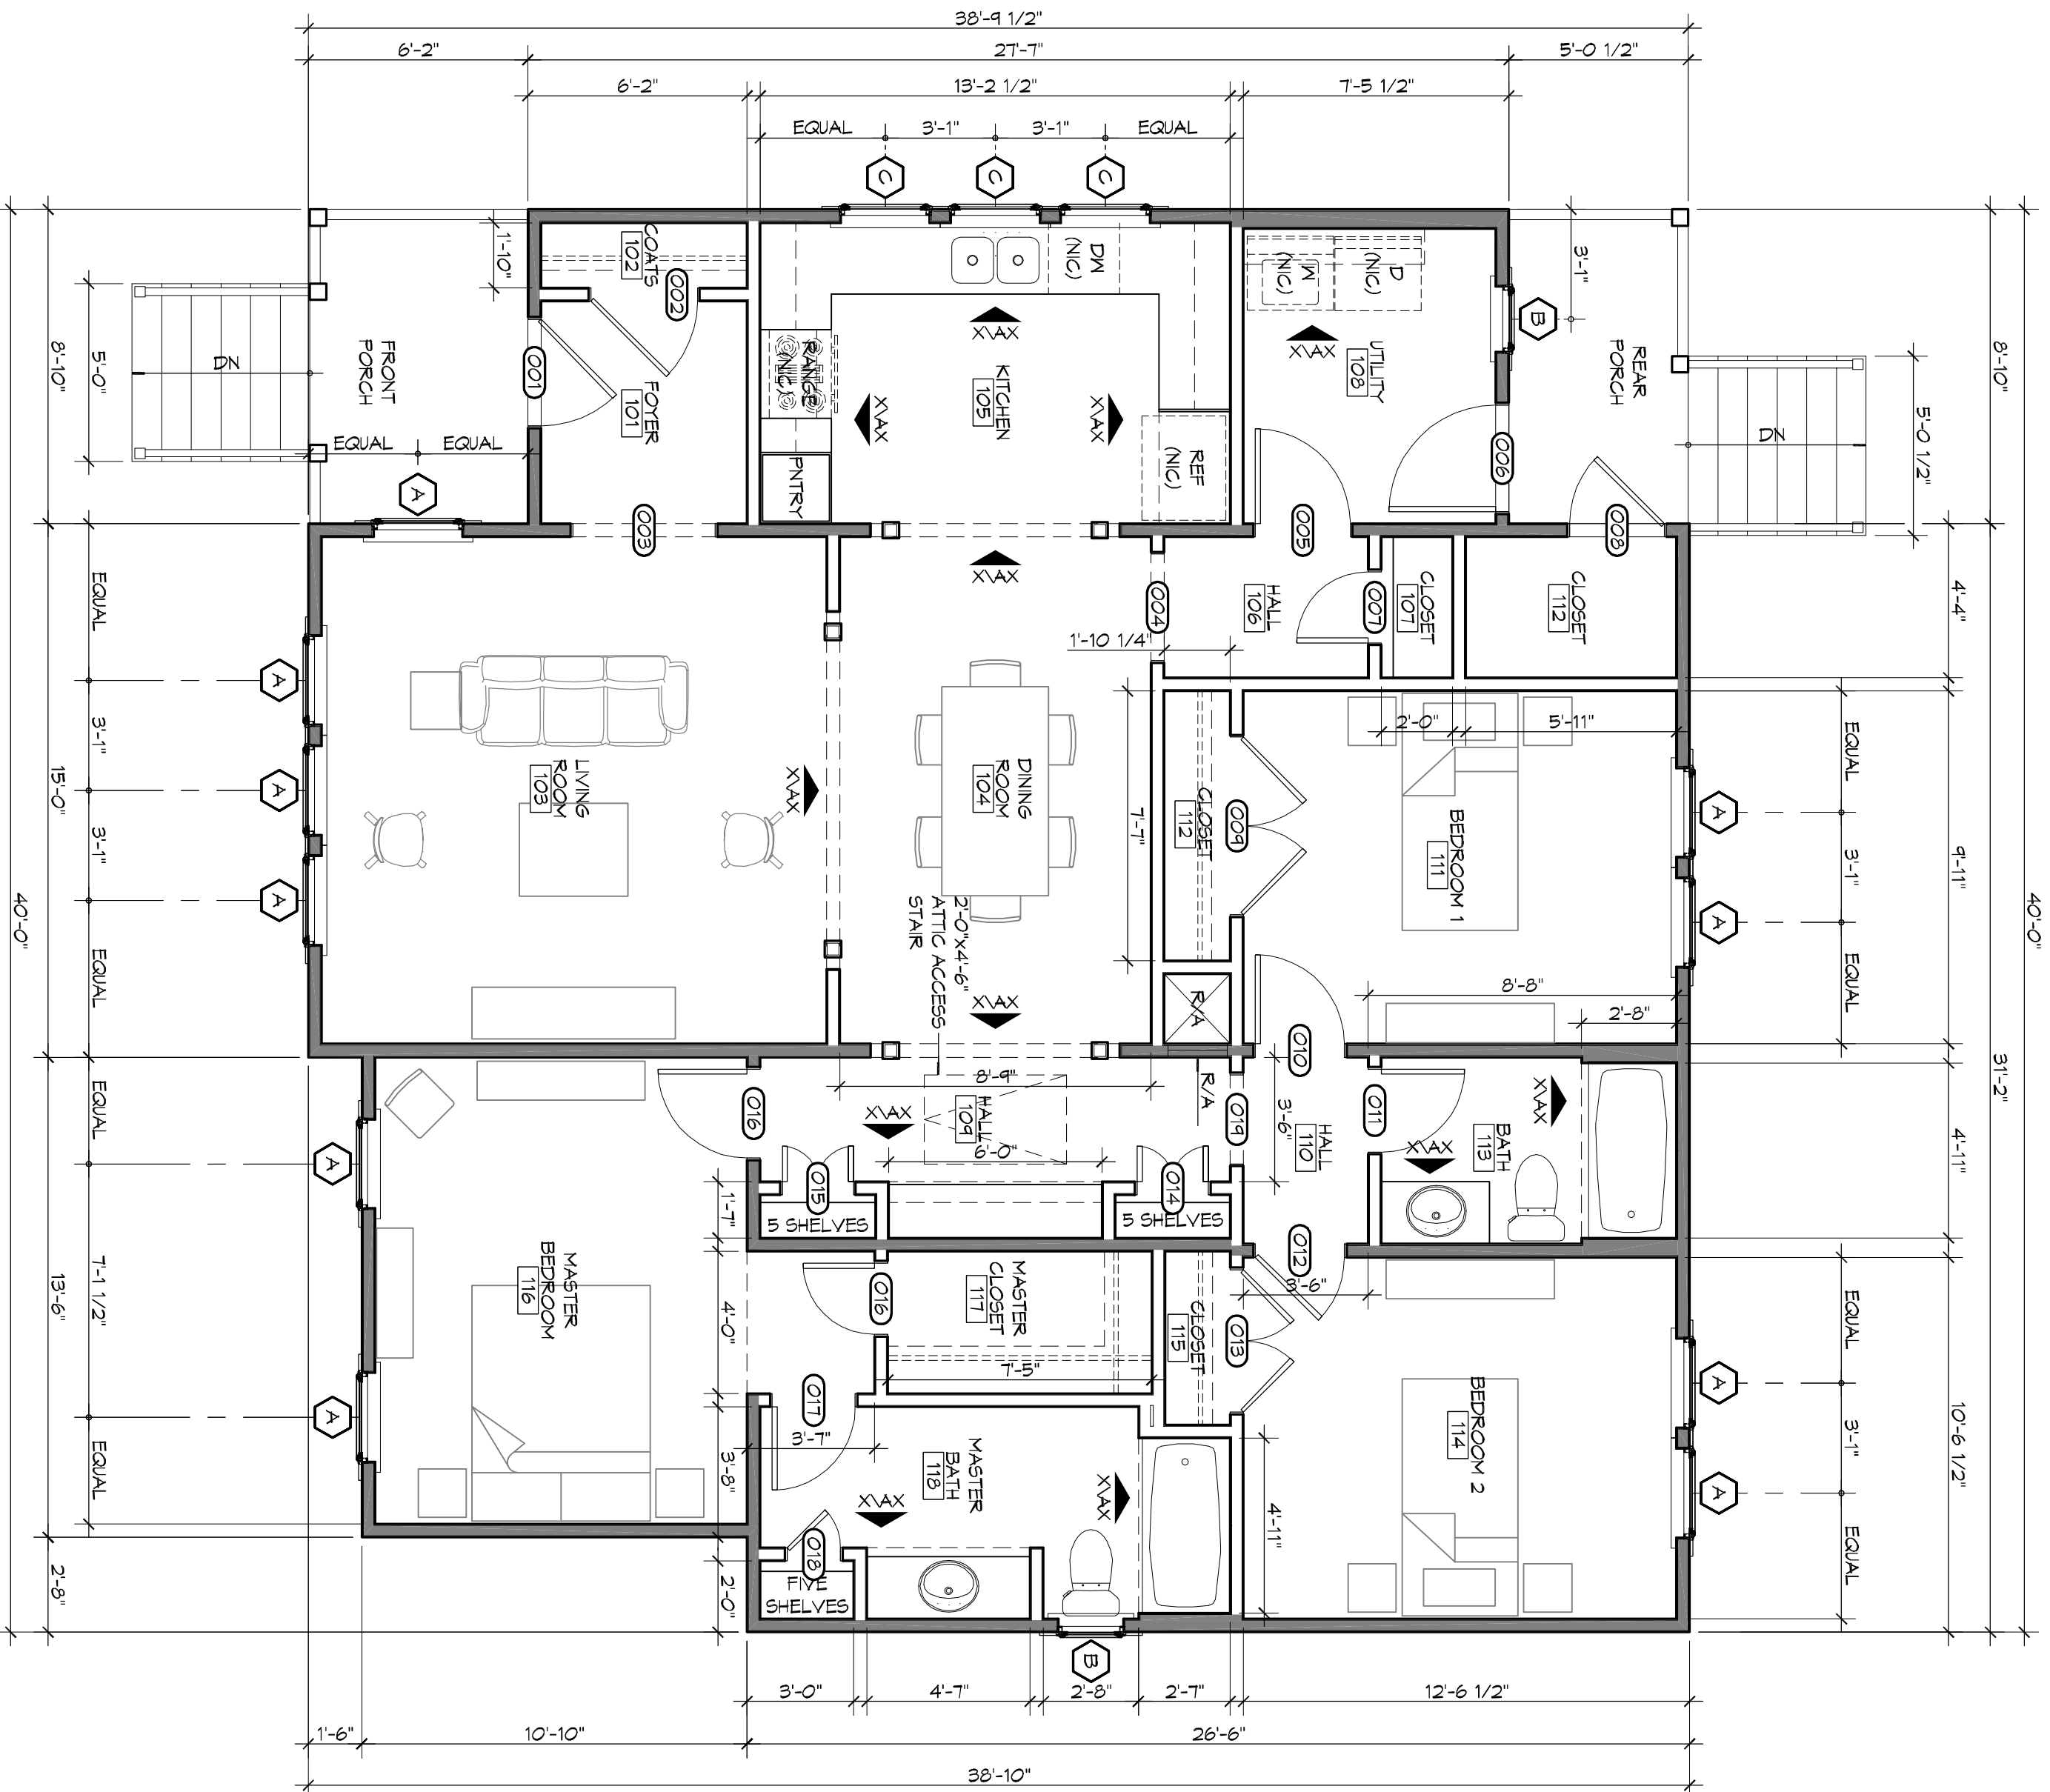 38'-9 1/2"
6'-2"
27'-7"
5'-0 1/2"
6'-2"
13'-2 1/2"
7'-5 1/2"
EQUAL
3'-1"
3'-1"
EQUAL
C
C
C
1'-10"
COATS
102
002
DW
(NIC)
D
(NIC)
W
(NIC)
3'-1"
B
8'-10"
5'-0"
DN
FRONT
PORCH
001
FOYER
101
RANGE
(NIC)
X\AX
KITCHEN
105
X\AX
X\AX
X\AX
UTILITY
108
REAR
PORCH
8'-10"
5'-0 1/2"
DN
EQUAL
EQUAL
A
PNTRY
REF
(NIC)
006
003
005
008
EQUAL
X\AX
004
HALL
106
007
CLOSET
107
CLOSET
112
4'-4"
1'-10 1/4"
A
3'-1"
2'-0"
5'-11"
EQUAL
15'-0"
A
LIVING
ROOM
103
X\AX
DINING
ROOM
104
7'-7"
CLOSET
112
009
BEDROOM 1
111
A
3'-1"
9'-11"
3'-1"
A
A
40'-0"
EQUAL
2'-0"x4'-6"
ATTIC ACCESS
STAIR
EQUAL
40'-0"
8'-8"
2'-8"
X\AX
R/A
010
31'-2"
EQUAL
016
8'-9"
R/A
X\AX
HALL
109
019
3'-6"
HALL
110
011
X\AX
X\AX
BATH
113
4'-11"
A
6'-0"
1'-7"
015
014
5 SHELVES
5 SHELVES
012
7'-1 1/2"
13'-6"
MASTER
BEDROOM
116
4'-0"
016
MASTER
CLOSET
117
CLOSET
115
013
3'-6"
EQUAL
7'-5"
A
3'-1"
A
017
3'-7"
3'-8"
EQUAL
MASTER
BATH
118
BEDROOM 2
114
10'-6 1/2"
A
X\AX
X\AX
4'-11"
EQUAL
018
2'-8"
2'-0"
FIVE
SHELVES
B
3'-0"
4'-7"
2'-8"
2'-7"
12'-6 1/2"
1'-6"
10'-10"
26'-6"
38'-10"